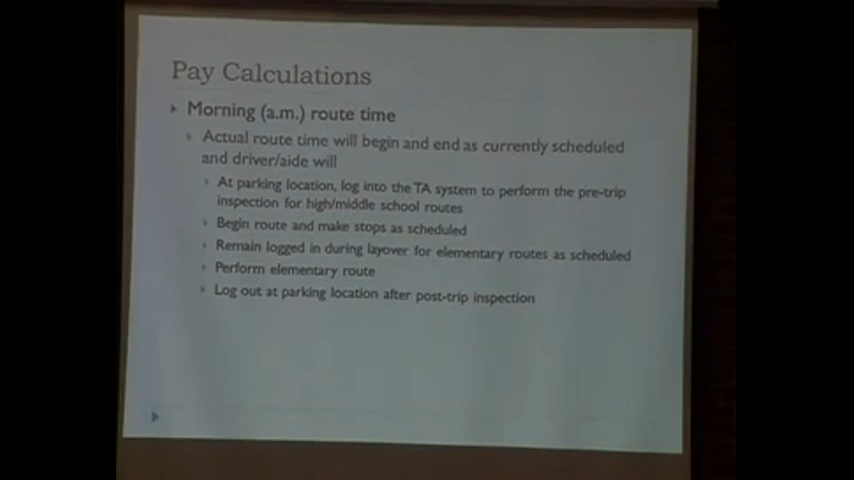 Pay Calculations
Morning (a.m.) route time
Actual route time will begin and end as currently scheduled
and driver/aide will
At parking location, log into the TA system to perform the pre-trip
inspection for high/middle school routes
Begin route and make stops as scheduled
Remain logged in during layover for elementary routes as scheduled
Perform elementary route
Log out at parking location after post-trip inspection